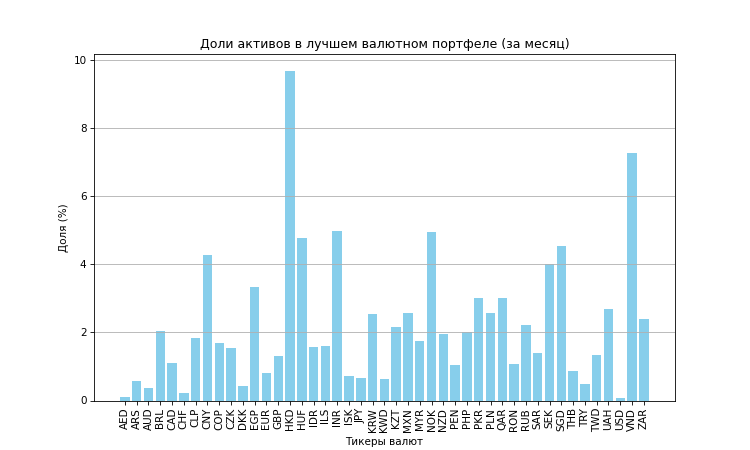 Доли активов в лучшем валютном портфеле (за месяц)
Доля (%)
10
8
6
4
2
0
AED
ARS
AUD
BRL
CAD
CHF
CLP
CNY
COP
CZK
DKK
EGP
EUR
GBP
HKD
HUF
IDR
ILS
INR
ISK
JPY
KRW
KWD
KZT
MXN
MYR
NOK
NZD
PEN
PHP
PKR
PLN
QAR
RON
RUB
SAR
SEK
SGD
THB
TRY
TWD
UAH
USD
VND
ZAR
Тикеры валют